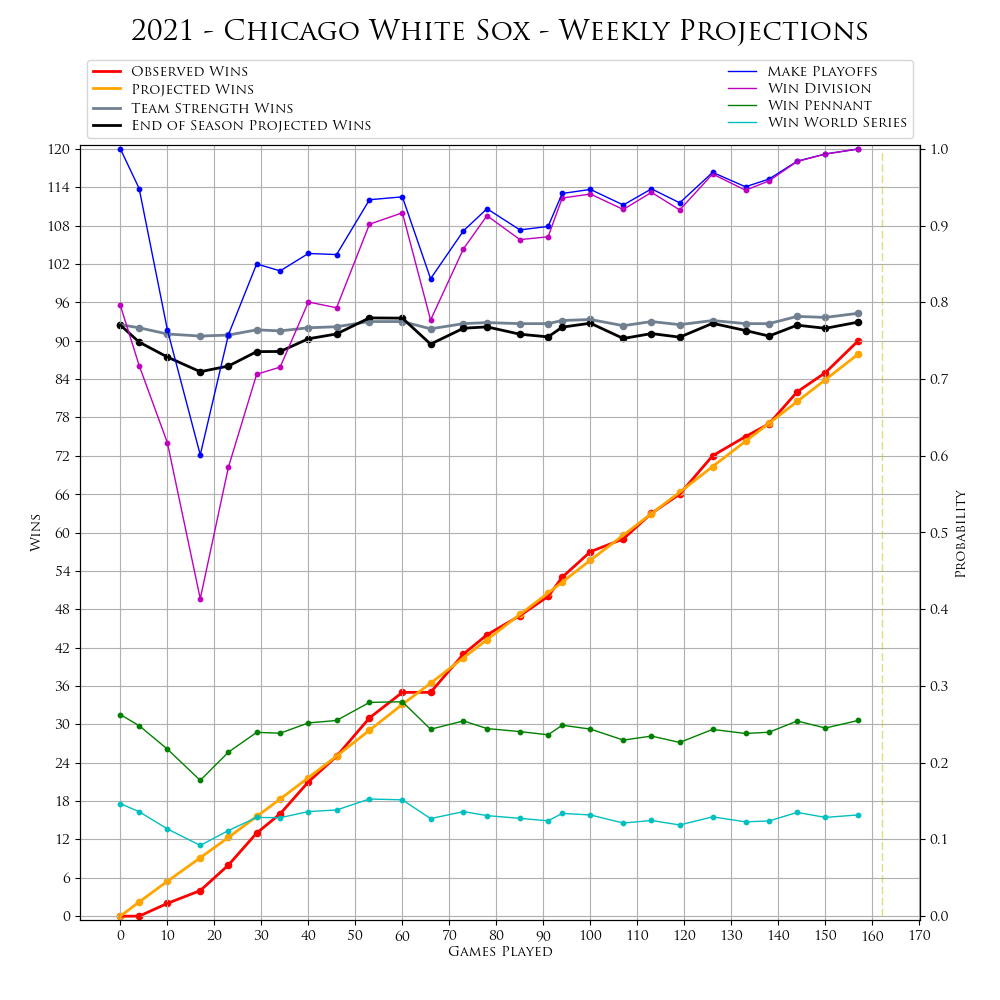 2021 - Chicago White Sox - Weekly Projections
Observed Wins
Projected Wins
Team Strength Wins
End of Season Projected Wins
Make Playoffs
Win Division
Win Pennant
Win World Series
120
114
108
102
96
90
84
78
72
66
60
54
48
42
36
30
24
18
12
6
0
Wins
1.0
0.9
0.8
0.7
0.6
0.5
0.4
0.3
0.2
0.1
0.0
Probability
0 10 20 30 40 50 60 70 80 90 100 110 120 130 140 150 160 170
Games Played